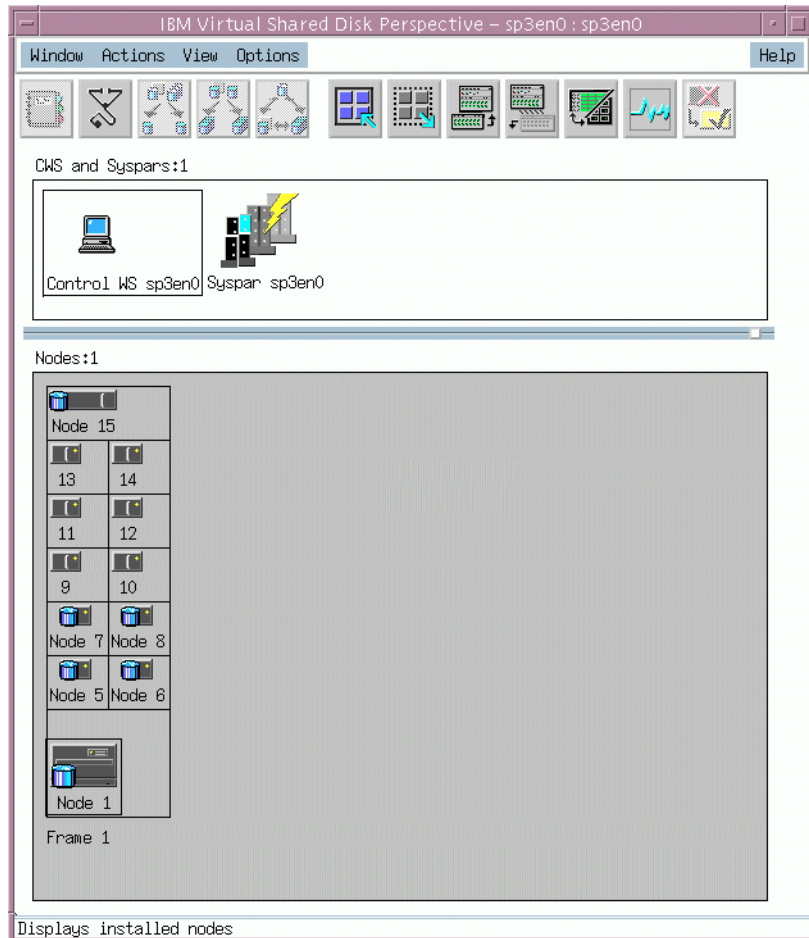 IBM Virtual Shared Disk Perspective – sp3en0 : sp3en0
Window Actions View Options Help
CWS and Syspars:1
Control WS sp3en0 Syspar sp3en0
Nodes:1
Node 15
13 14
11 12
9 10
Node 7 Node 8
Node 5 Node 6
Node 1
Frame 1
Displays installed nodes